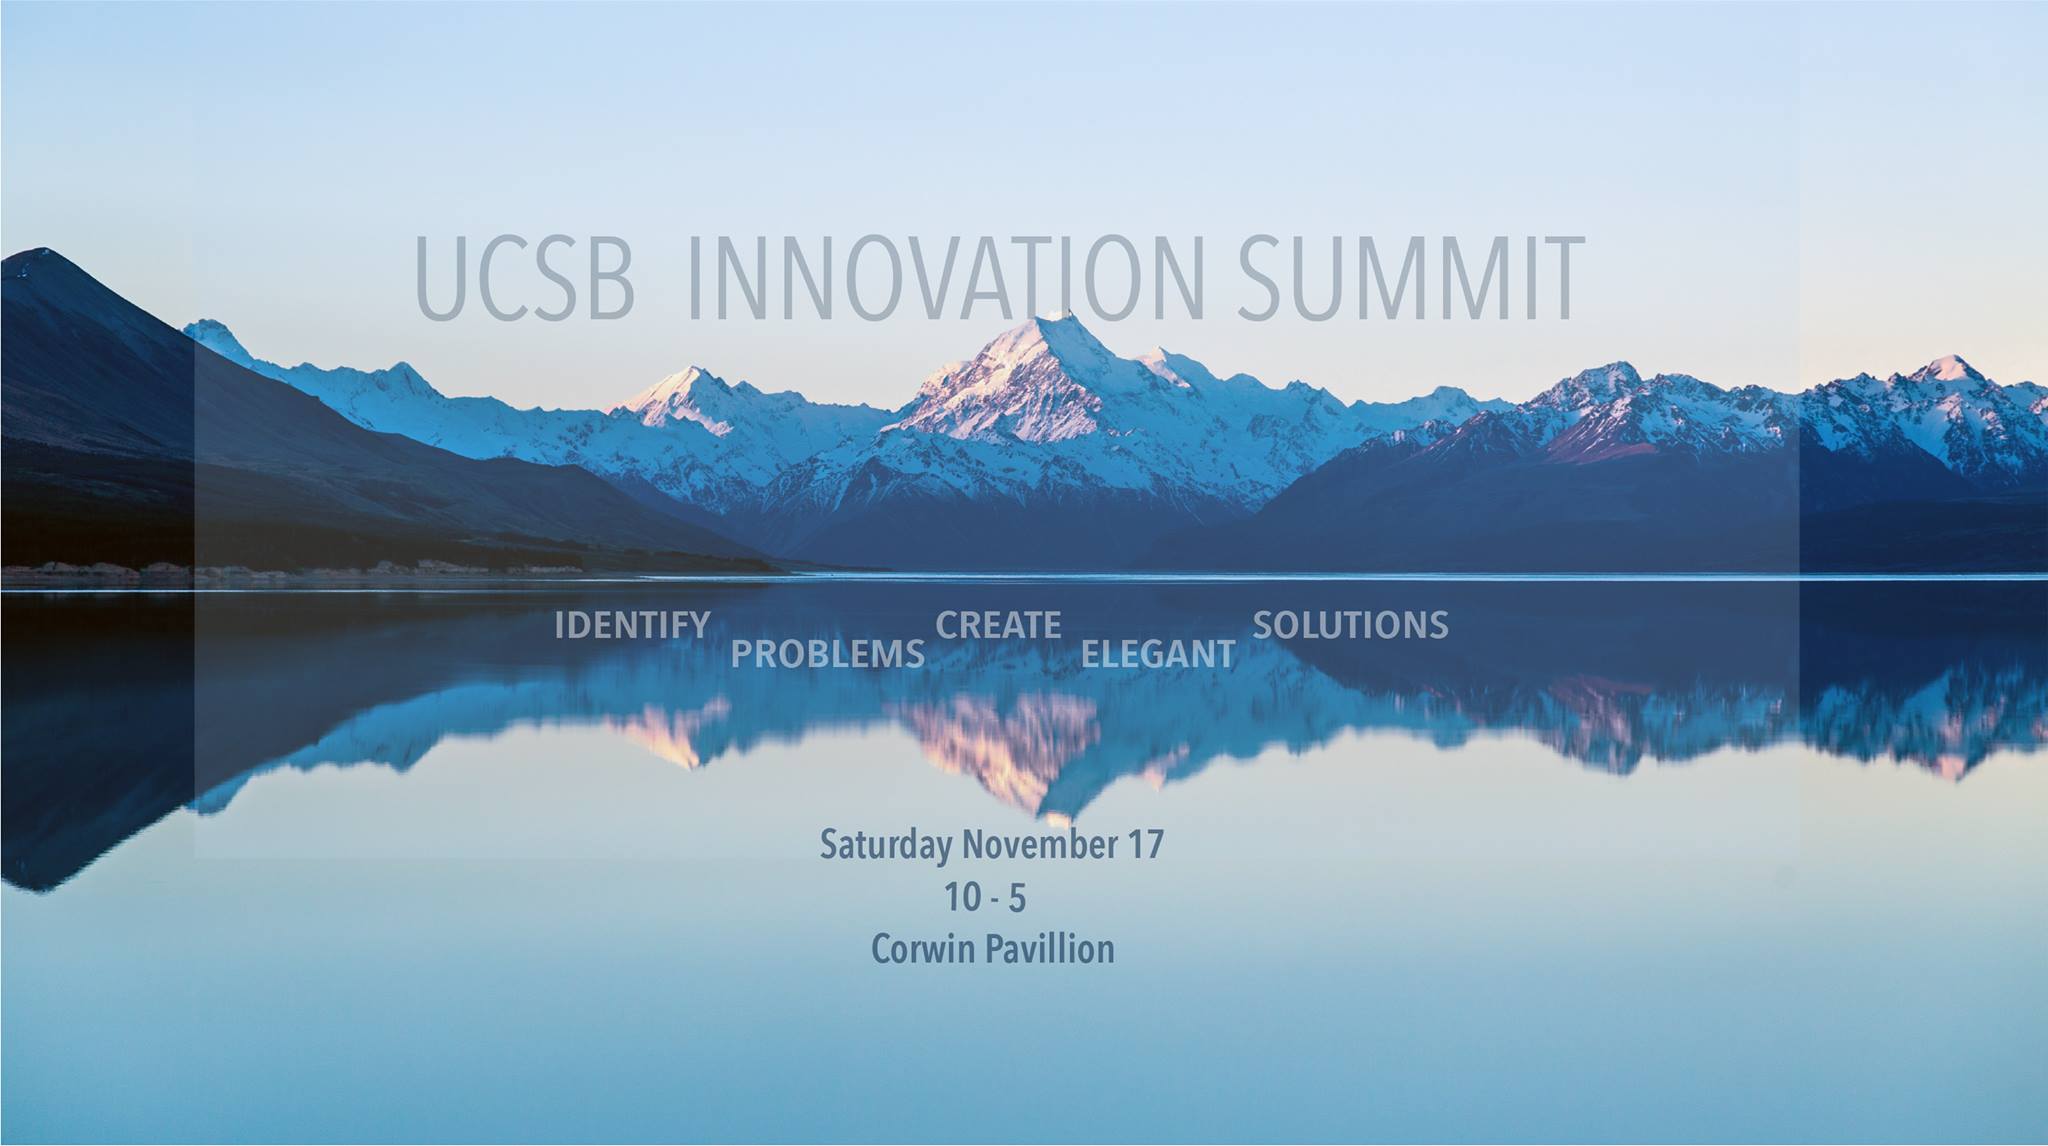 UCSB INNOVATION SUMMIT
IDENTIFY PROBLEMS CREATE ELEGANT SOLUTIONS
Saturday November 17
10 - 5
Corwin Pavillion